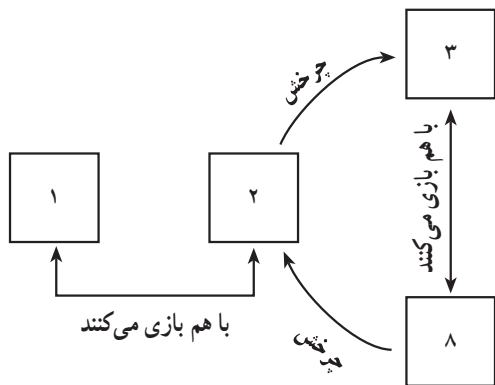 ۳
چرخش
با هم بازی می‌کنند
۱
۲
با هم بازی می‌کنند
چرخش
۸